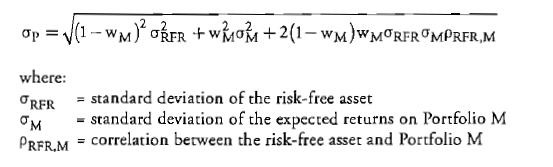 σP = √(1 − wM)² σ²RFR + w²Mσ²M + 2(1 − wM)wMσRFRσMρRFR,M
where:
σRFR = standard deviation of the risk-free asset
σM = standard deviation of the expected returns on Portfolio M
ρRFR,M = correlation between the risk-free asset and Portfolio M